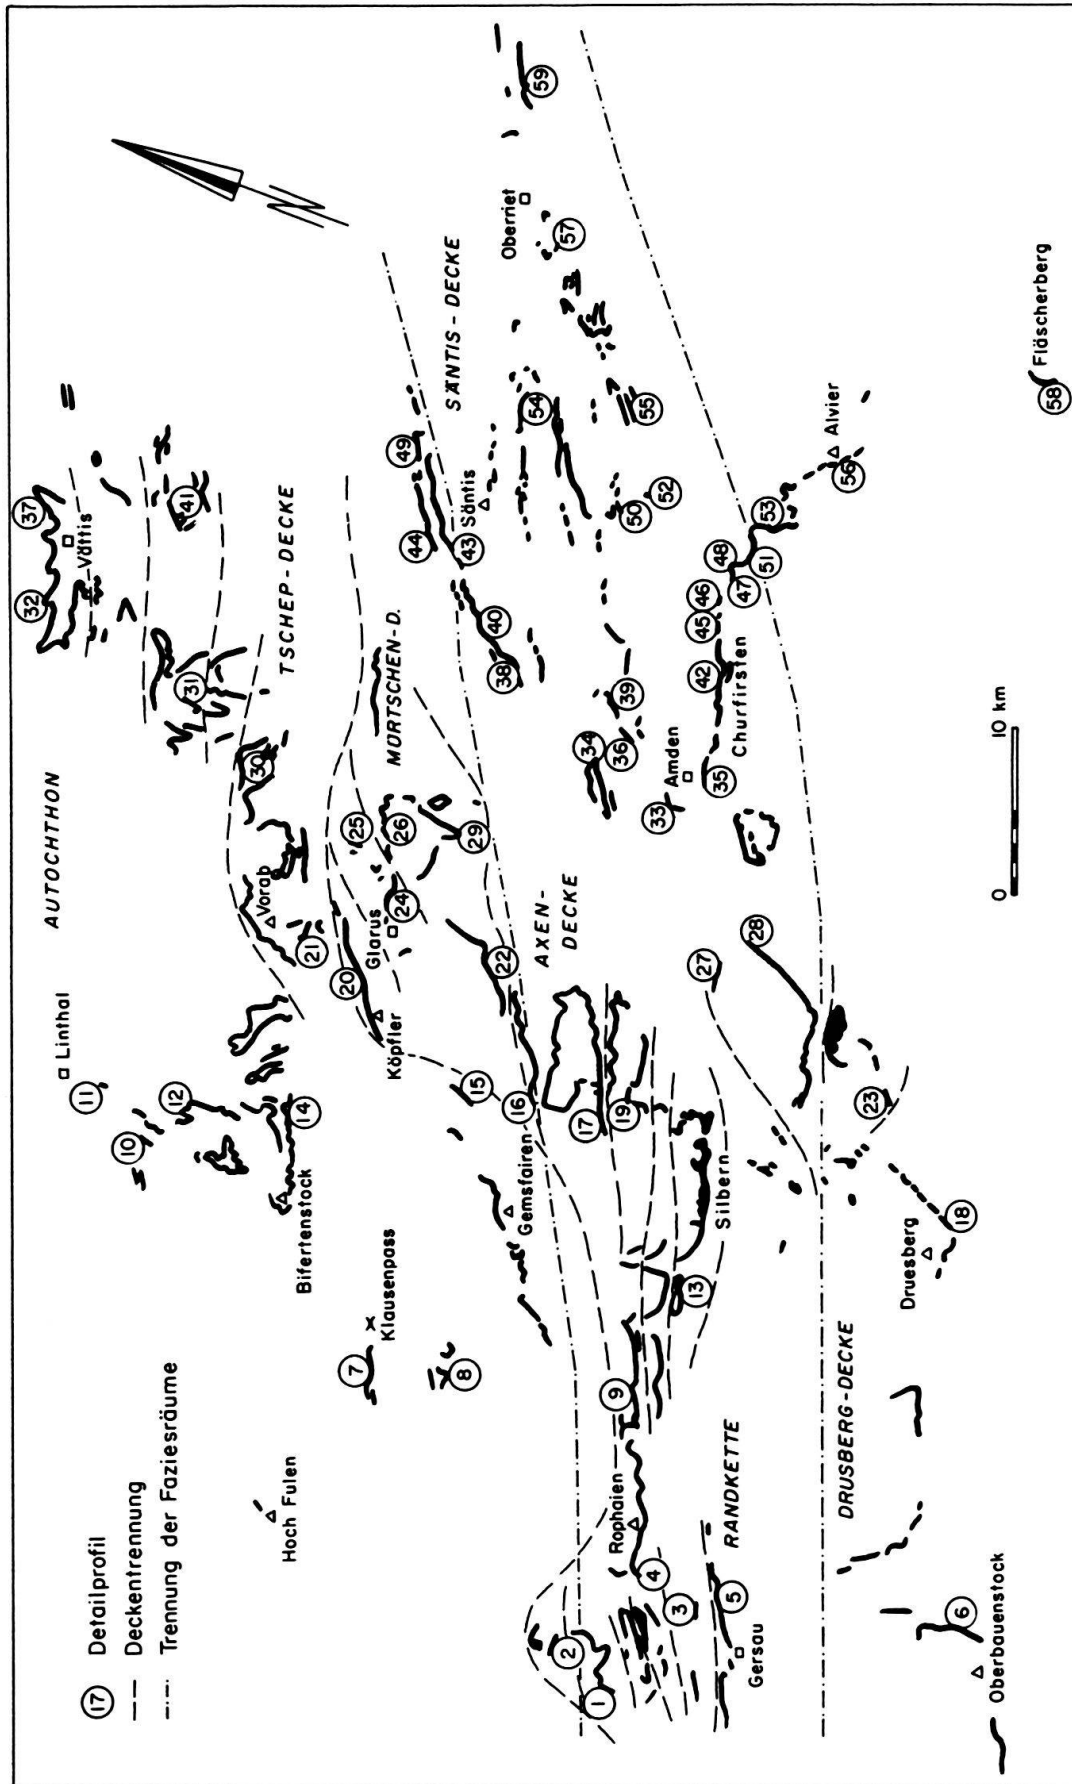 17 Detailprofil
Deckentrennung
Trennung der Faziesräume
AUTOCHTHON
Linthal
11
10
12
14
Bifertenstock
7
Klausenpass
8
Hoch Fulen
32
37
Vättis
41
31
TSCHEP-DECKE
30
Vorab
21
20
Glarus
Köpfler
24
25
26
29
MÜRTSCHEN-D.
22
15
16
Gemsfairen
AXEN-
DECKE
17
19
Silbern
13
9
Rophaien
4
3
2
1
5
Gersau
RANDKETTE
SÄNTIS-DECKE
49
44
43
Säntis
40
38
54
55
50
52
39
36
34
33
Amden
35
42
Churfirsten
45
46
47
48
51
53
56
Alvier
57
Oberriet
59
58
Fläscherberg
27
28
23
18
Druesberg
DRUSBERG-DECKE
6
Oberbauenstock
0
10 km